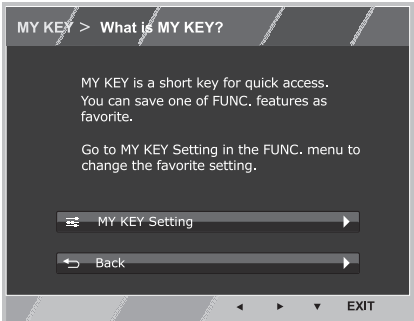 MY KEY > What is MY KEY?
MY KEY is a short key for quick access.
You can save one of FUNC. features as
favorite.
Go to MY KEY Setting in the FUNC. menu to
change the favorite setting.
MY KEY Setting
Back
EXIT